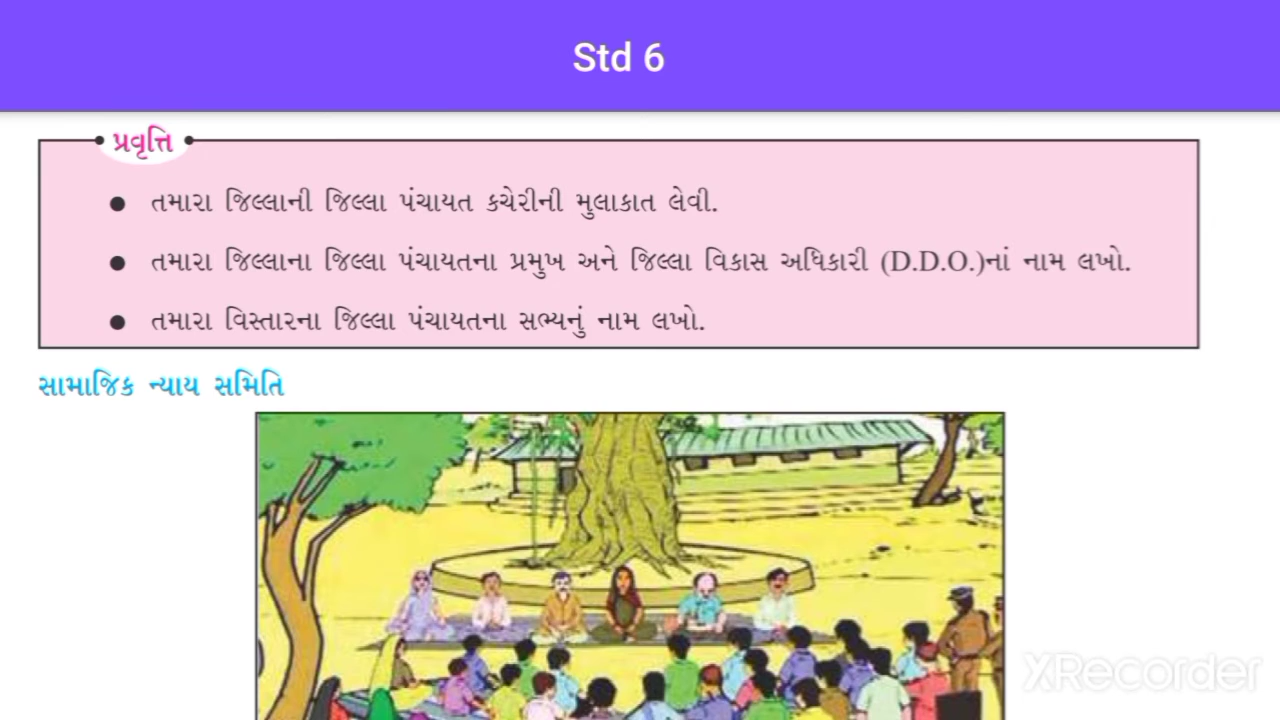 Std 6
પ્રવૃત્તિ
● તમારા જિલ્લાની જિલ્લા પંચાયત કચેરીની મુલાકાત લેવી.
● તમારા જિલ્લાના જિલ્લા પંચાયતના પ્રમુખ અને જિલ્લા વિકાસ અધિકારી (D.D.O.)નાં નામ લખો.
● તમારા વિસ્તારના જિલ્લા પંચાયતના સભ્યનું નામ લખો.
સામાજિક ન્યાય સમિતિ
XRecorder